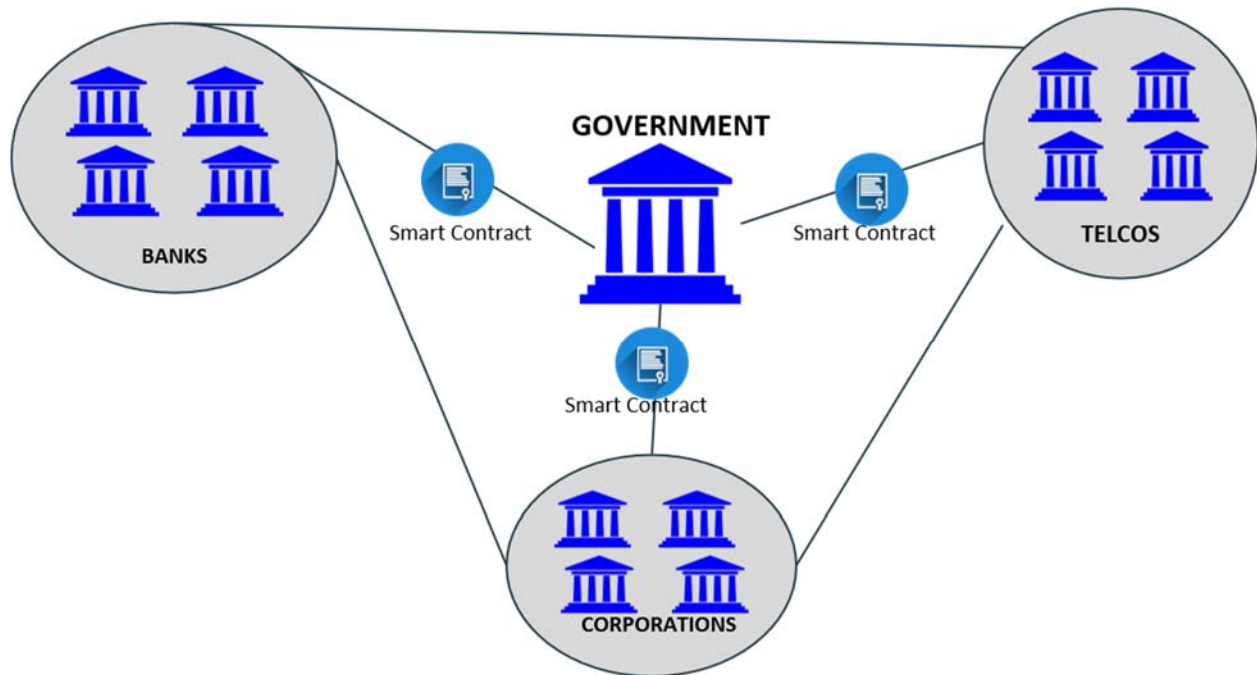 GOVERNMENT
Smart Contract
Smart Contract
BANKS
TELCOS
Smart Contract
CORPORATIONS